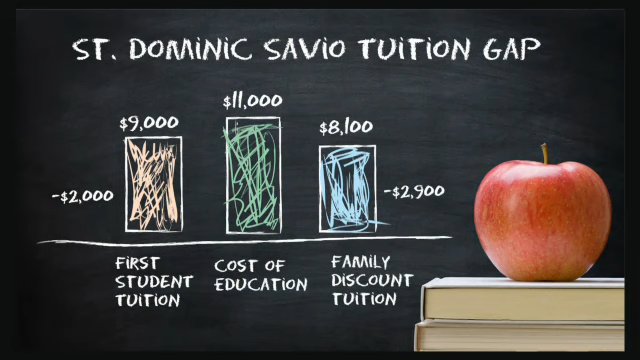 ST. DOMINIC SAVIO TUITION GAP
$11,000
$9,000
$8,100
-$2,000
-$2,900
FIRST
STUDENT
TUITION
COST OF
EDUCATION
FAMILY
DISCOUNT
TUITION